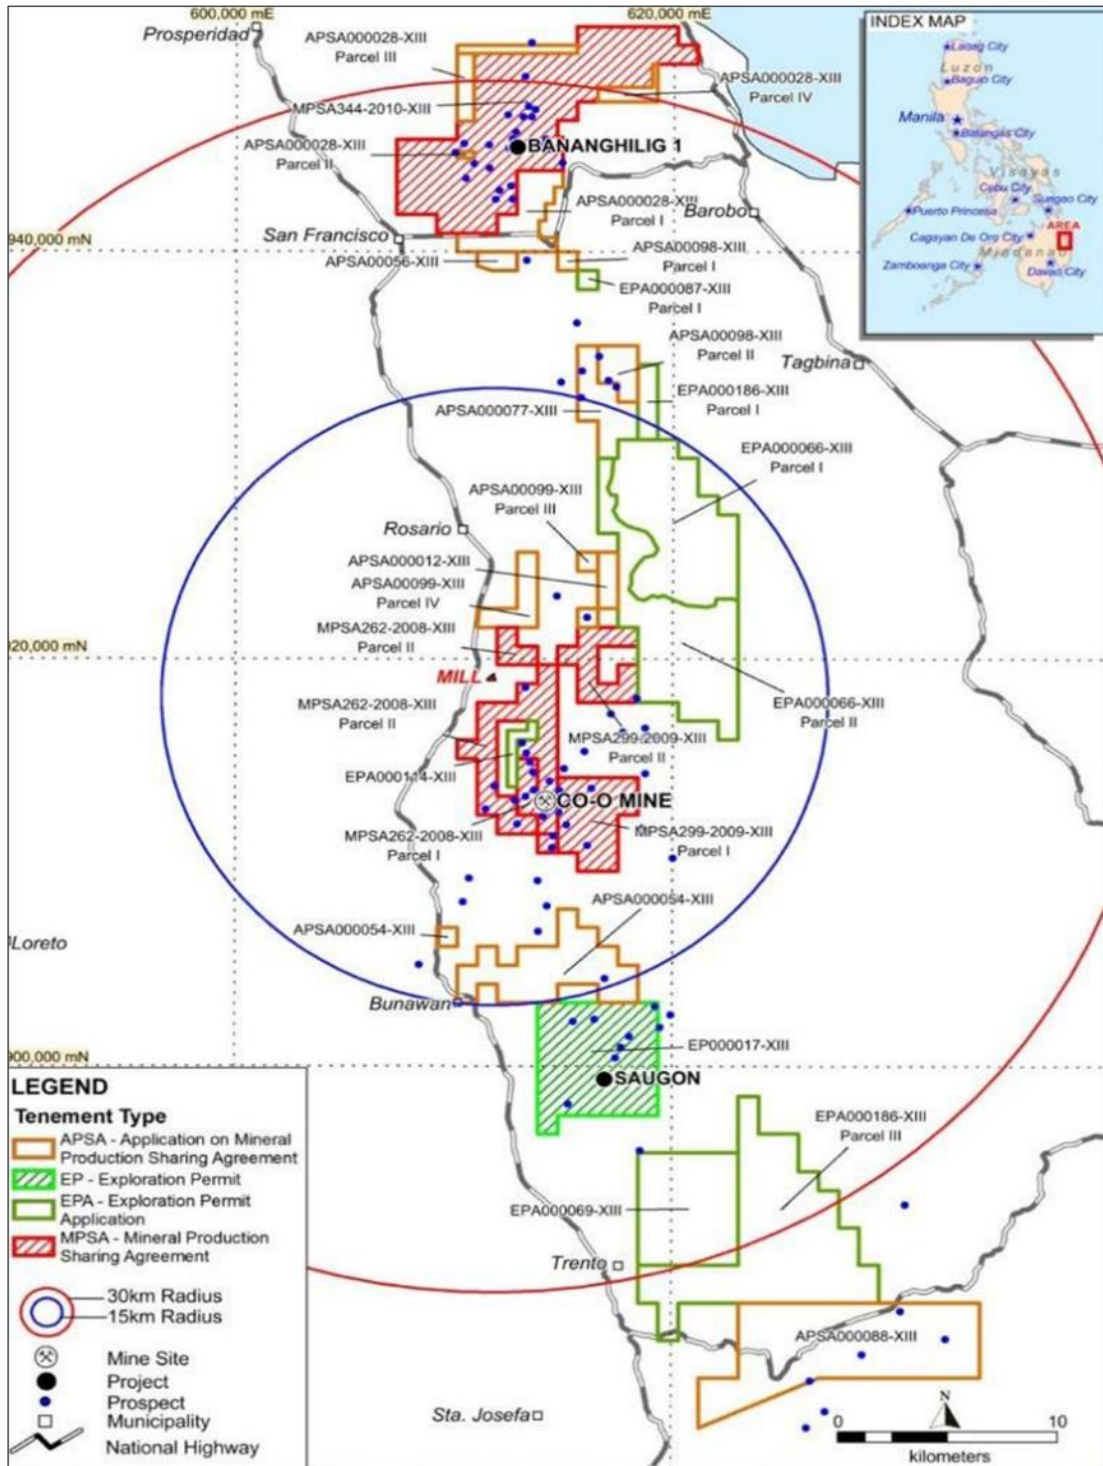 600,000 mE
620,000 mE
Prosperidad
APSA000028-XIII
Parcel III
APSA000028-XIII
Parcel IV
MPSA344-2010-XIII
APSA000028-XIII
Parcel II
BANANGHILIG 1
APSA000028-XIII
Parcel I
Barobo
940,000 mN
San Francisco
APSA00056-XIII
APSA00098-XIII
Parcel I
EPA000087-XIII
Parcel I
INDEX MAP
Laoag City
Luzon
Baguio City
Manila
Batangas City
Visayas
Cebu City
Surigao City
Puerto Princesa
AREA
Cagayan De Oro City
Mindanao
Zamboanga City
Davao City
APSA00098-XIII
Parcel II
Tagbina
EPA000186-XIII
Parcel I
APSA000077-XIII
EPA000066-XIII
Parcel I
APSA00099-XIII
Parcel III
Rosario
APSA000012-XIII
APSA00099-XIII
Parcel IV
MPSA262-2008-XIII
Parcel II
920,000 mN
MILL
MPSA262-2008-XIII
Parcel II
EPA000066-XIII
Parcel II
MPSA299-2009-XIII
Parcel II
EPA000114-XIII
CO-O MINE
MPSA262-2008-XIII
Parcel I
MPSA299-2009-XIII
Parcel I
APSA000054-XIII
APSA000054-XIII
Loreto
Bunawan
EP000017-XIII
900,000 mN
SAUGON
EPA000186-XIII
Parcel III
EPA000069-XIII
Trento
APSA000088-XIII
Sta. Josefa
N
0 10
kilometers
LEGEND
Tenement Type
APSA - Application on Mineral
Production Sharing Agreement
EP - Exploration Permit
EPA - Exploration Permit
Application
MPSA - Mineral Production
Sharing Agreement
30km Radius
15km Radius
Mine Site
Project
Prospect
Municipality
National Highway